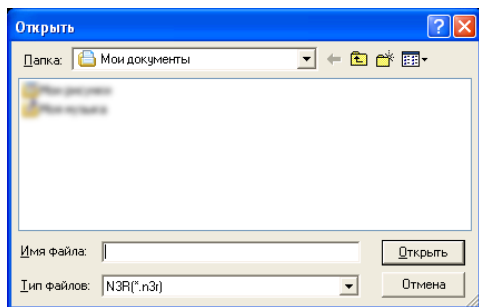 Открыть
Папка: Мои документы
Имя файла:
Открыть
Тип файлов: N3R(*.n3r)
Отмена